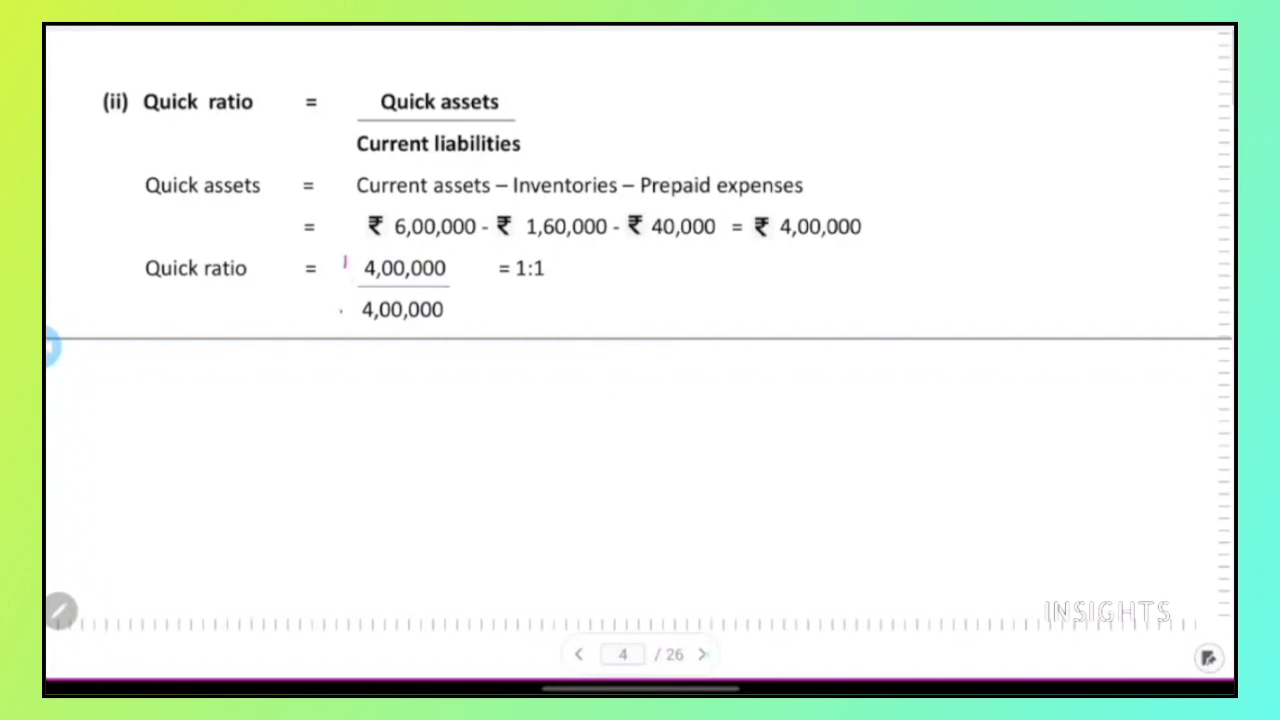 (ii) Quick ratio = Quick assets
Current liabilities
Quick assets = Current assets – Inventories – Prepaid expenses
= ₹ 6,00,000 - ₹ 1,60,000 - ₹ 40,000 = ₹ 4,00,000
Quick ratio = 4,00,000 = 1:1
4,00,000
INSIGHTS
< 4 / 26 >